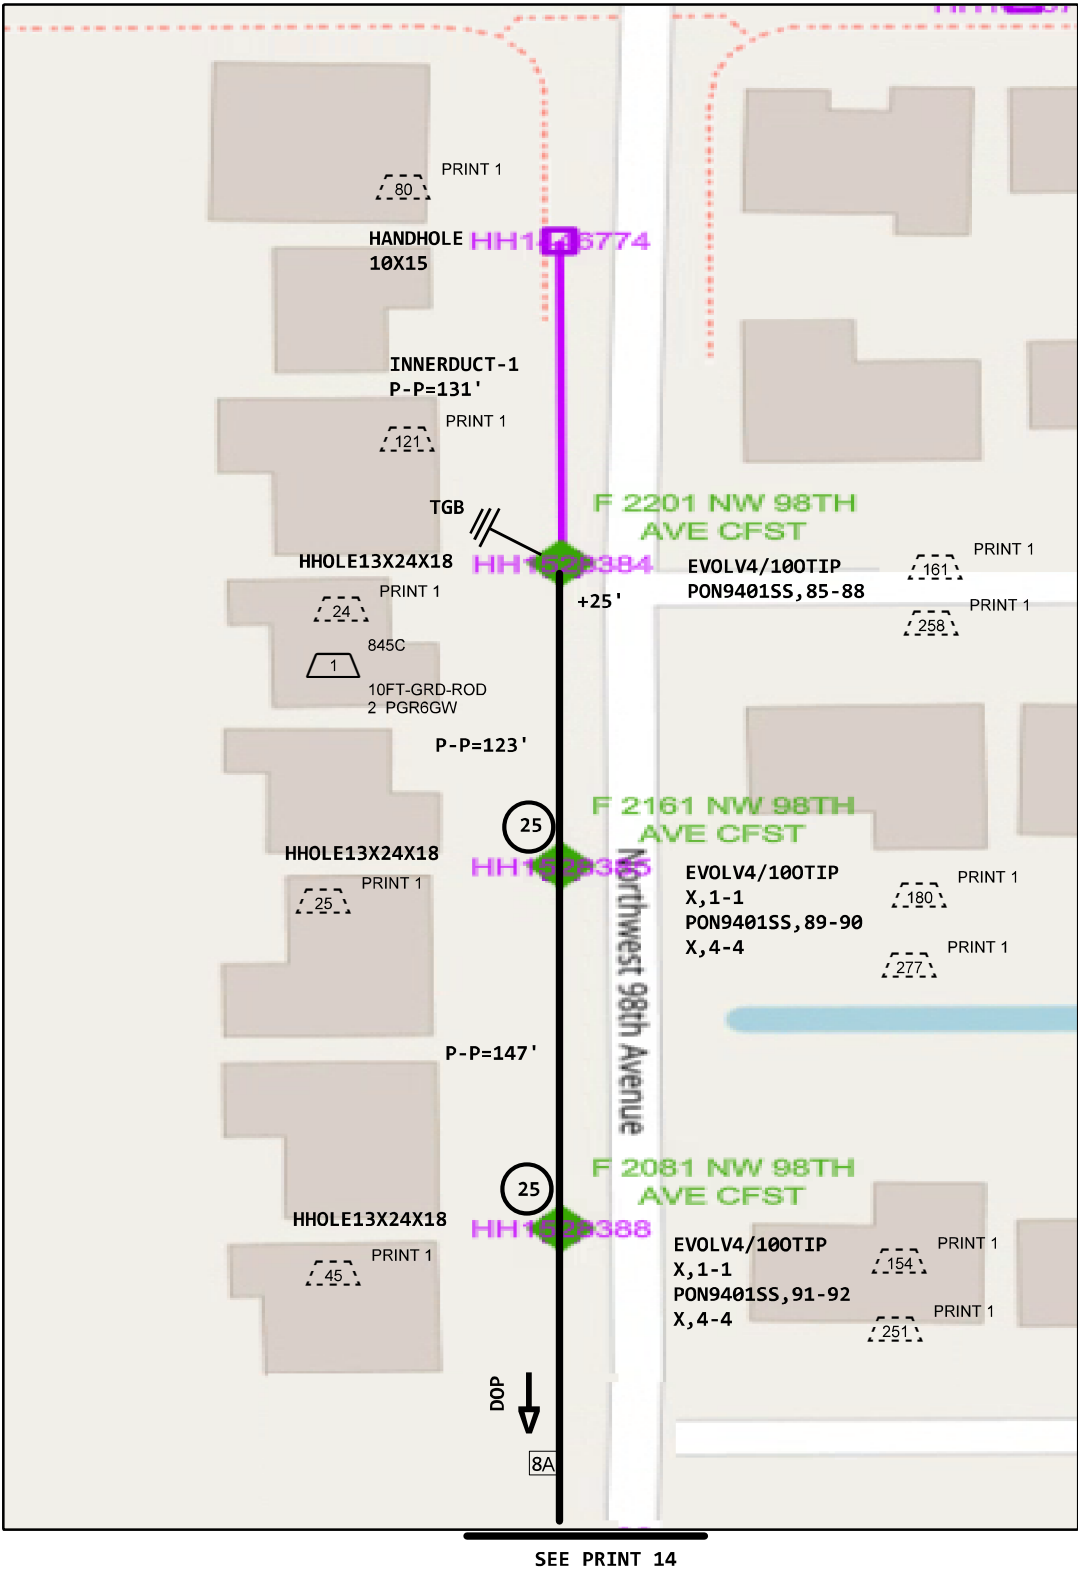 PRINT 1
80
HANDHOLE
10X15
INNERDUCT-1
P-P=131'
PRINT 1
121
TGB
F 2201 NW 98TH
AVE CFST
HHOLE13X24X18
EVOLV4/10OTIP
PON9401SS,85-88
PRINT 1
161
+25'
PRINT 1
24
PRINT 1
258
845C
1
10FT-GRD-ROD
2 PGR6GW
P-P=123'
F 2161 NW 98TH
AVE CFST
25
HHOLE13X24X18
EVOLV4/10OTIP
X,1-1
PON9401SS,89-90
X,4-4
PRINT 1
25
PRINT 1
180
PRINT 1
277
Northwest 98th Avenue
P-P=147'
F 2081 NW 98TH
AVE CFST
25
HHOLE13X24X18
HH1528388
EVOLV4/10OTIP
X,1-1
PON9401SS,91-92
X,4-4
PRINT 1
45
PRINT 1
154
PRINT 1
251
DOP
8A
SEE PRINT 14